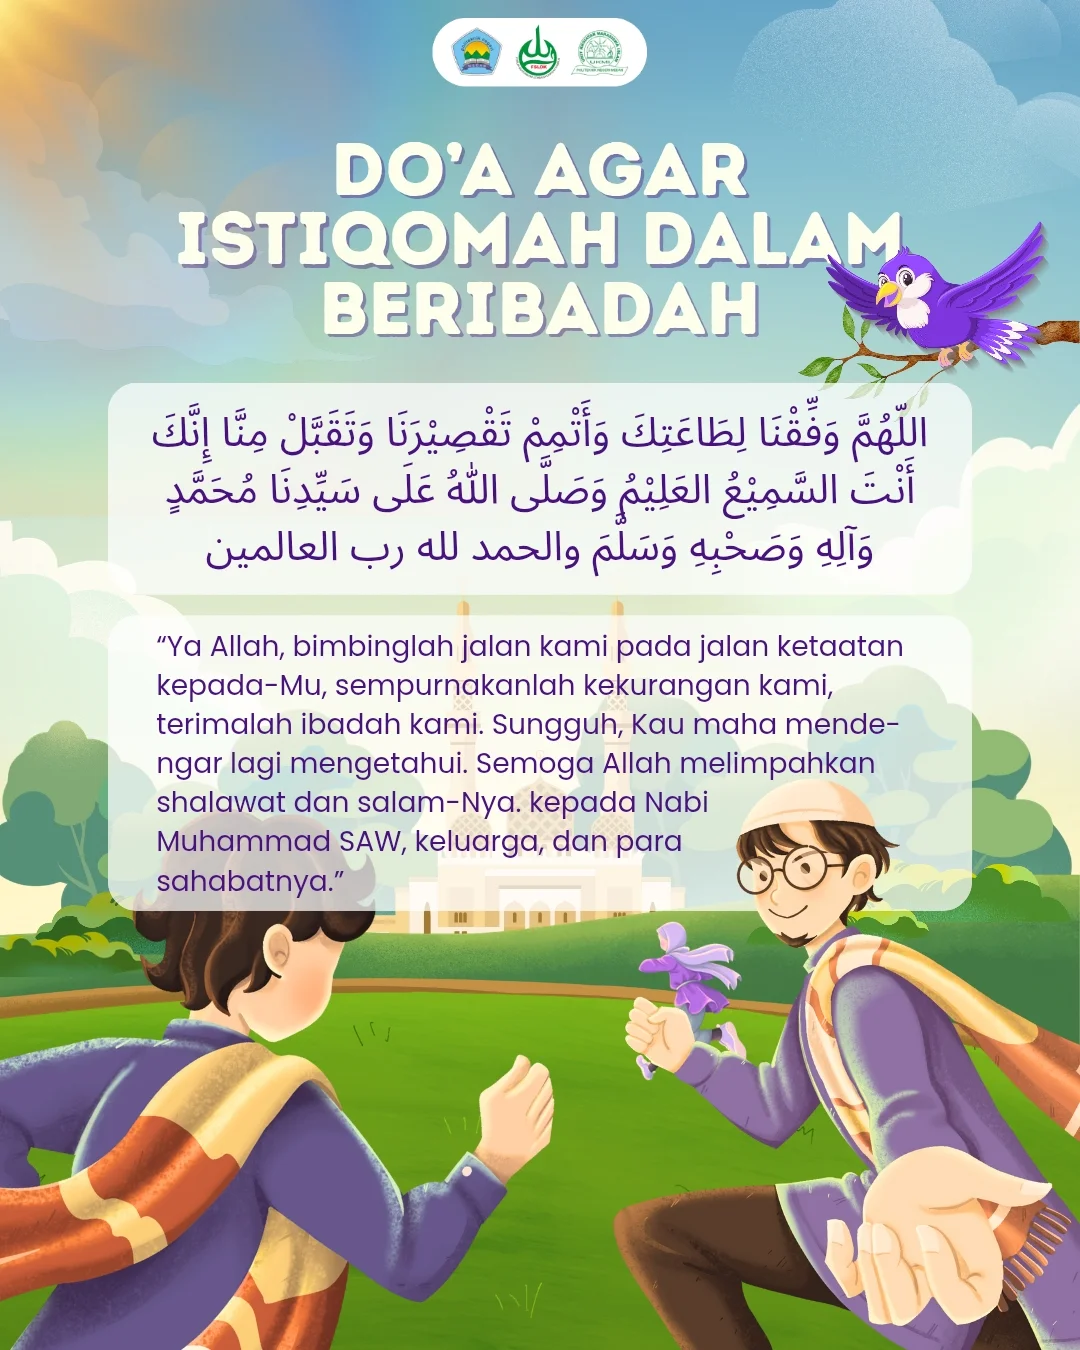 DO'A AGAR
ISTIQOMAH DALAM
BERIBADAH
اللّهُمَّ وَفِّقْنَا لِطَاعَتِكَ وَأَتْمِمْ تَقْصِيْرَنَا وَتَقَبَّلْ مِنَّا إِنَّكَ
أَنْتَ السَّمِيْعُ العَلِيْمُ وَصَلَّى اللهُ عَلَى سَيِّدِنَا مُحَمَّدٍ
وَآلِهِ وَصَحْبِهِ وَسَلَّمَ والحمد لله رب العالمين
“Ya Allah, bimbinglah jalan kami pada jalan ketaatan
kepada-Mu, sempurnakanlah kekurangan kami,
terimalah ibadah kami. Sungguh, Kau maha mende-
ngar lagi mengetahui. Semoga Allah melimpahkan
shalawat dan salam-Nya. kepada Nabi
Muhammad SAW, keluarga, dan para
sahabatnya.”